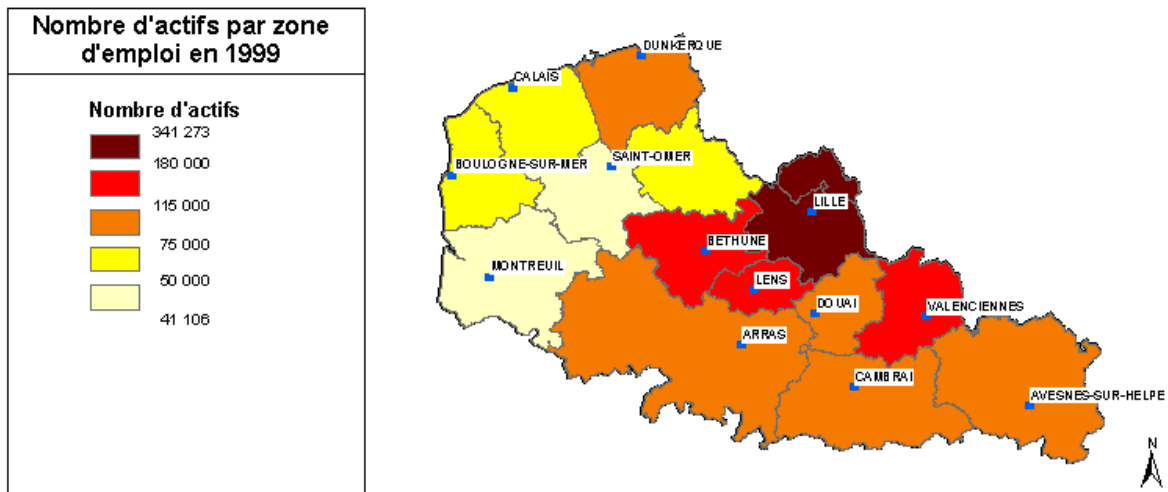 Nombre d'actifs par zone
d'emploi en 1999
Nombre d'actifs
341 273
180 000
115 000
75 000
50 000
41 106
DUNKERQUE
CALAIS
BOULOGNE-SUR-MER
SAINT-OMER
LILLE
BETHUNE
MONTREUIL
LENS
DOUAI
VALENCIENNES
ARRAS
CAMBRAI
AVESNES-SUR-HELPE
N